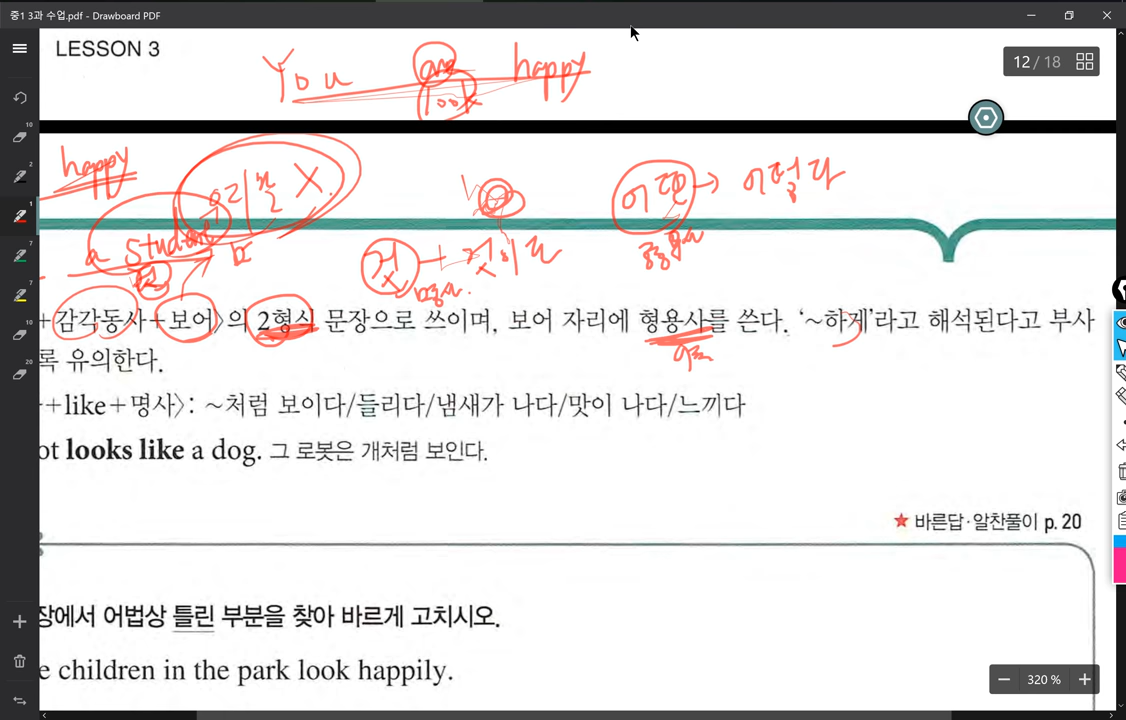 중1 3과 수업.pdf - Drawboard PDF
LESSON 3
You are happy
look
12 / 18
happy
X
어떤 → 어떻다
a Student
것 +
형용사
명사
+감각동사+보어〉의 2형식 문장으로 쓰이며, 보어 자리에 형용사를 쓴다. ‘~하게’라고 해석된다고 부사
록 유의한다.
+like+명사〉: ~처럼 보이다/들리다/냄새가 나다/맛이 나다/느끼다
ot looks like a dog. 그 로봇은 개처럼 보인다.
★ 바른답·알찬풀이 p. 20
장에서 어법상 틀린 부분을 찾아 바르게 고치시오.
e children in the park look happily.
320 %